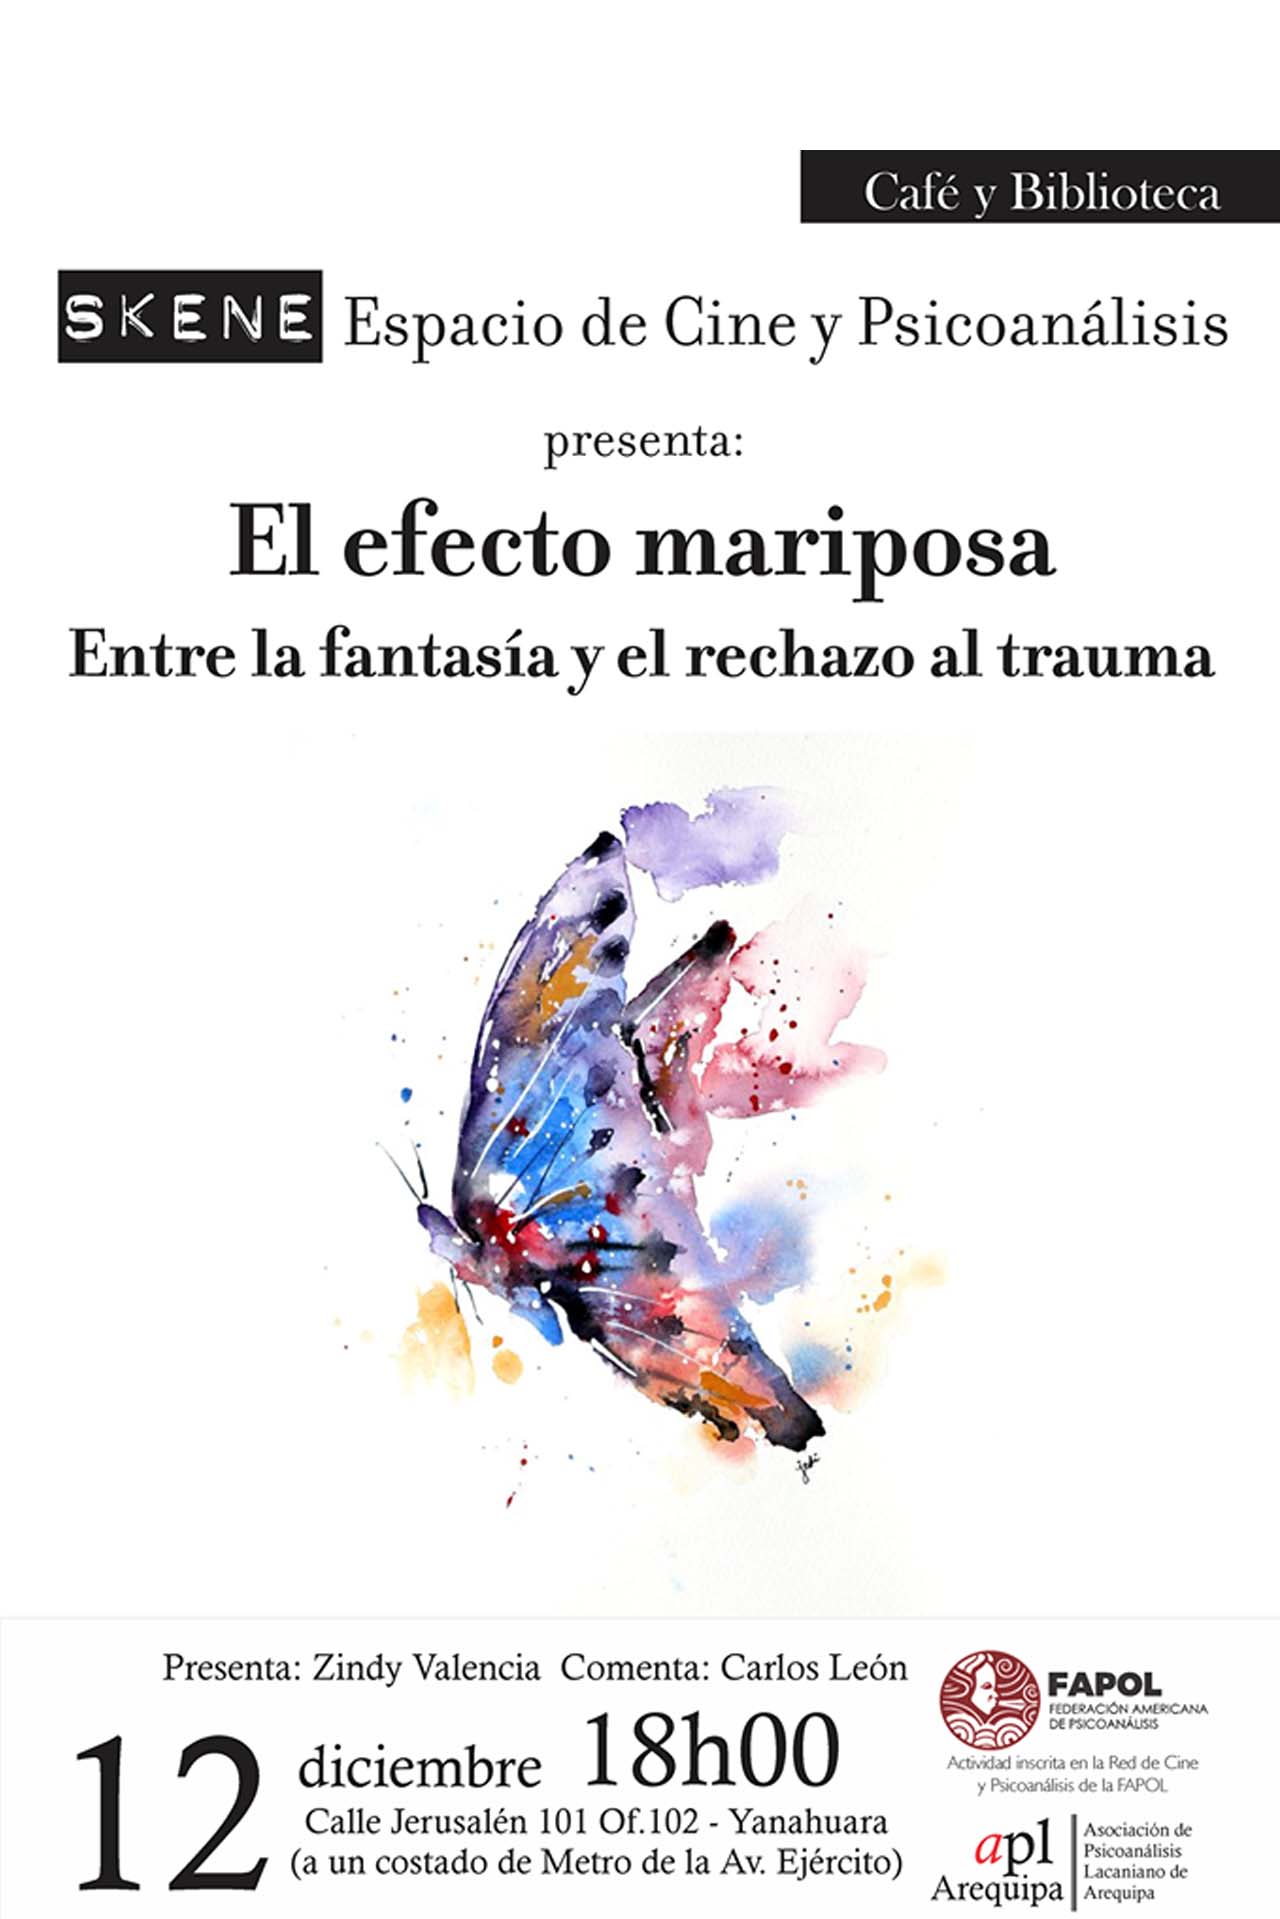 Café y Biblioteca
SKENE Espacio de Cine y Psicoanálisis
presenta:
El efecto mariposa
Entre la fantasía y el rechazo al trauma
Presenta: Zindy Valencia Comenta: Carlos León
12 diciembre 18h00
Calle Jerusalén 101 Of.102 - Yanahuara
(a un costado de Metro de la Av. Ejército)
FAPOL
FEDERACIÓN AMERICANA
DE PSICOANÁLISIS
Actividad inscrita en la Red de Cine
y Psicoanálisis de la FAPOL
apl
Arequipa
Asociación de
Psicoanálisis
Lacaniano de
Arequipa